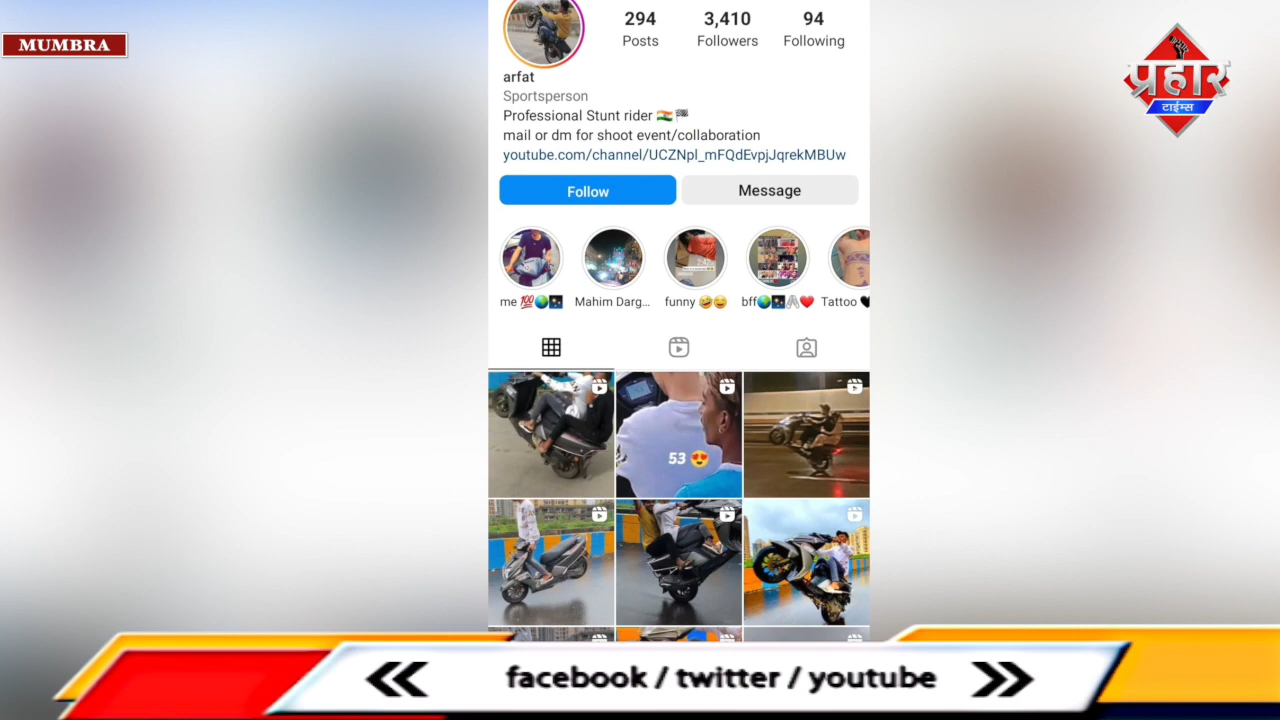 MUMBRA
294
3,410
94
Posts
Followers
Following
arfat
Sportsperson
Professional Stunt rider 🇮🇳🏁
mail or dm for shoot event/collaboration
youtube.com/channel/UCZNpl_mFQdEvpjJqrekMBUw
Follow
Message
me 💯🌍🌃
Mahim Darg...
funny 🤣😂
bff🌍🌃🫂❤️
Tattoo 🖤
53 😍
प्रहार
टाईम्स
facebook / twitter / youtube